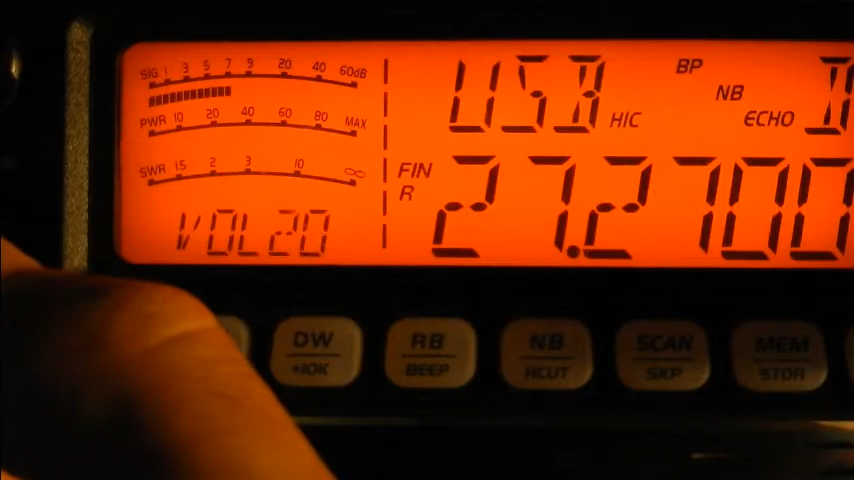 SIG 1 3 5 7 9 20 40 60dB
PWR 10 20 40 60 80 MAX
SWR 1.5 2 3 10 ∞
VOL20
USB HIC BP NB ECHO
FIN R 27.2700
DW +10K
RB BEEP
NB HCUT
SCAN SKP
MEM STOR